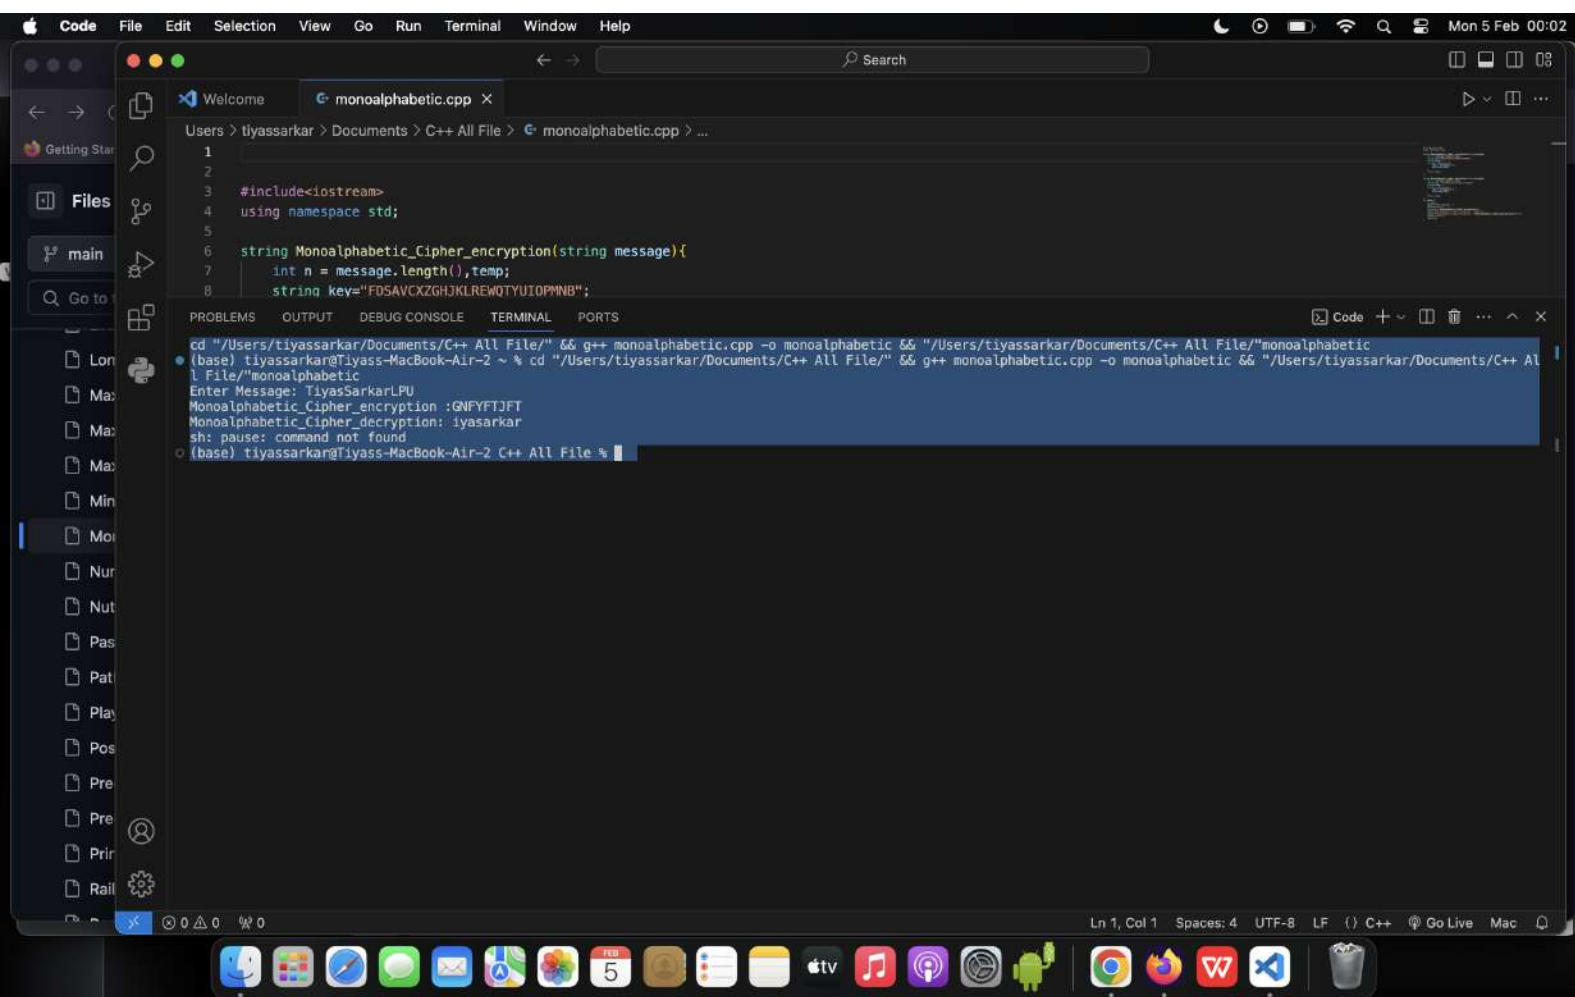 Code File Edit Selection View Go Run Terminal Window Help Mon 5 Feb 00:02
Search
Welcome monoalphabetic.cpp
Users > tiyassarkar > Documents > C++ All File > monoalphabetic.cpp > ...
Getting Star
Files
main
Go to
1
2
3 #include<iostream>
4 using namespace std;
5
6 string Monoalphabetic_Cipher_encryption(string message){
7 int n = message.length(),temp;
8 string key="FDSAVCXZGHJKLREWQTYUIOPMNB";
PROBLEMS OUTPUT DEBUG CONSOLE TERMINAL PORTS Code
cd "/Users/tiyassarkar/Documents/C++ All File/" && g++ monoalphabetic.cpp -o monoalphabetic && "/Users/tiyassarkar/Documents/C++ All File/"monoalphabetic
(base) tiyassarkar@Tiyass-MacBook-Air-2 ~ % cd "/Users/tiyassarkar/Documents/C++ All File/" && g++ monoalphabetic.cpp -o monoalphabetic && "/Users/tiyassarkar/Documents/C++ Al
l File/"monoalphabetic
Enter Message: TiyasSarkarLPU
Monoalphabetic_Cipher_encryption :GNFYFTJFT
Monoalphabetic_Cipher_decryption: iyasarkar
sh: pause: command not found
(base) tiyassarkar@Tiyass-MacBook-Air-2 C++ All File %
Lon
Max
Max
Max
Min
Mo
Nur
Nut
Pas
Pat
Play
Pos
Pre
Pre
Prin
Rail
0 0 0 Ln 1, Col 1 Spaces: 4 UTF-8 LF {} C++ Go Live Mac
FEB
5
tv